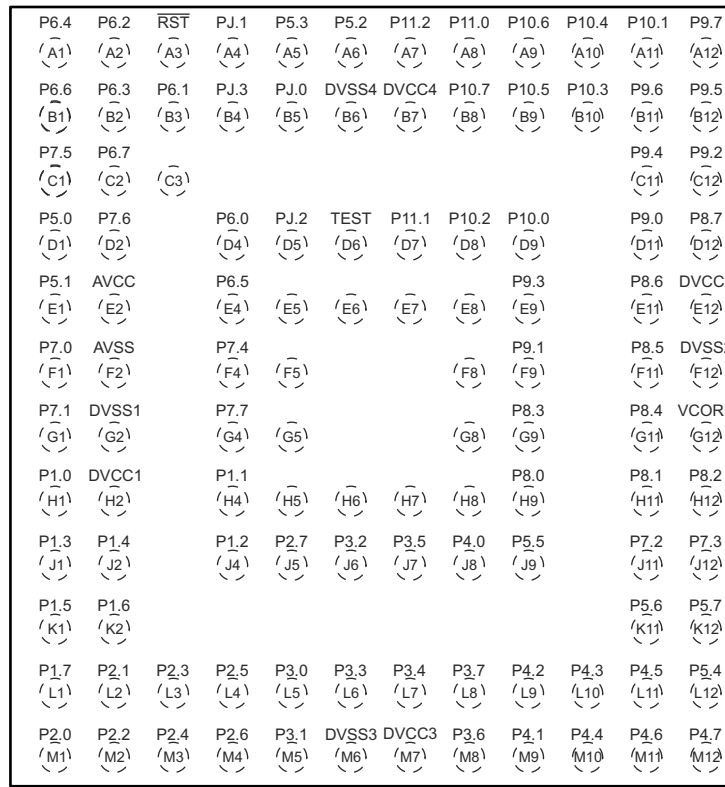 P6.4 P6.2 RST PJ.1 P5.3 P5.2 P11.2 P11.0 P10.6 P10.4 P10.1 P9.7
A1 A2 A3 A4 A5 A6 A7 A8 A9 A10 A11 A12
P6.6 P6.3 P6.1 PJ.3 PJ.0 DVSS4 DVCC4 P10.7 P10.5 P10.3 P9.6 P9.5
B1 B2 B3 B4 B5 B6 B7 B8 B9 B10 B11 B12
P7.5 P6.7 P9.4 P9.2
C1 C2 C3 C11 C12
P5.0 P7.6 P6.0 PJ.2 TEST P11.1 P10.2 P10.0 P9.0 P8.7
D1 D2 D4 D5 D6 D7 D8 D9 D11 D12
P5.1 AVCC P6.5 P9.3 P8.6 DVCC
E1 E2 E4 E5 E6 E7 E8 E9 E11 E12
P7.0 AVSS P7.4 P9.1 P8.5 DVSS2
F1 F2 F4 F5 F8 F9 F11 F12
P7.1 DVSS1 P7.7 P8.3 P8.4 VCOR
G1 G2 G4 G5 G8 G9 G11 G12
P1.0 DVCC1 P1.1 P8.0 P8.1 P8.2
H1 H2 H4 H5 H6 H7 H8 H9 H11 H12
P1.3 P1.4 P1.2 P2.7 P3.2 P3.5 P4.0 P5.5 P7.2 P7.3
J1 J2 J4 J5 J6 J7 J8 J9 J11 J12
P1.5 P1.6 P5.6 P5.7
K1 K2 K11 K12
P1.7 P2.1 P2.3 P2.5 P3.0 P3.3 P3.4 P3.7 P4.2 P4.3 P4.5 P5.4
L1 L2 L3 L4 L5 L6 L7 L8 L9 L10 L11 L12
P2.0 P2.2 P2.4 P2.6 P3.1 DVSS3 DVCC3 P3.6 P4.1 P4.4 P4.6 P4.7
M1 M2 M3 M4 M5 M6 M7 M8 M9 M10 M11 M12